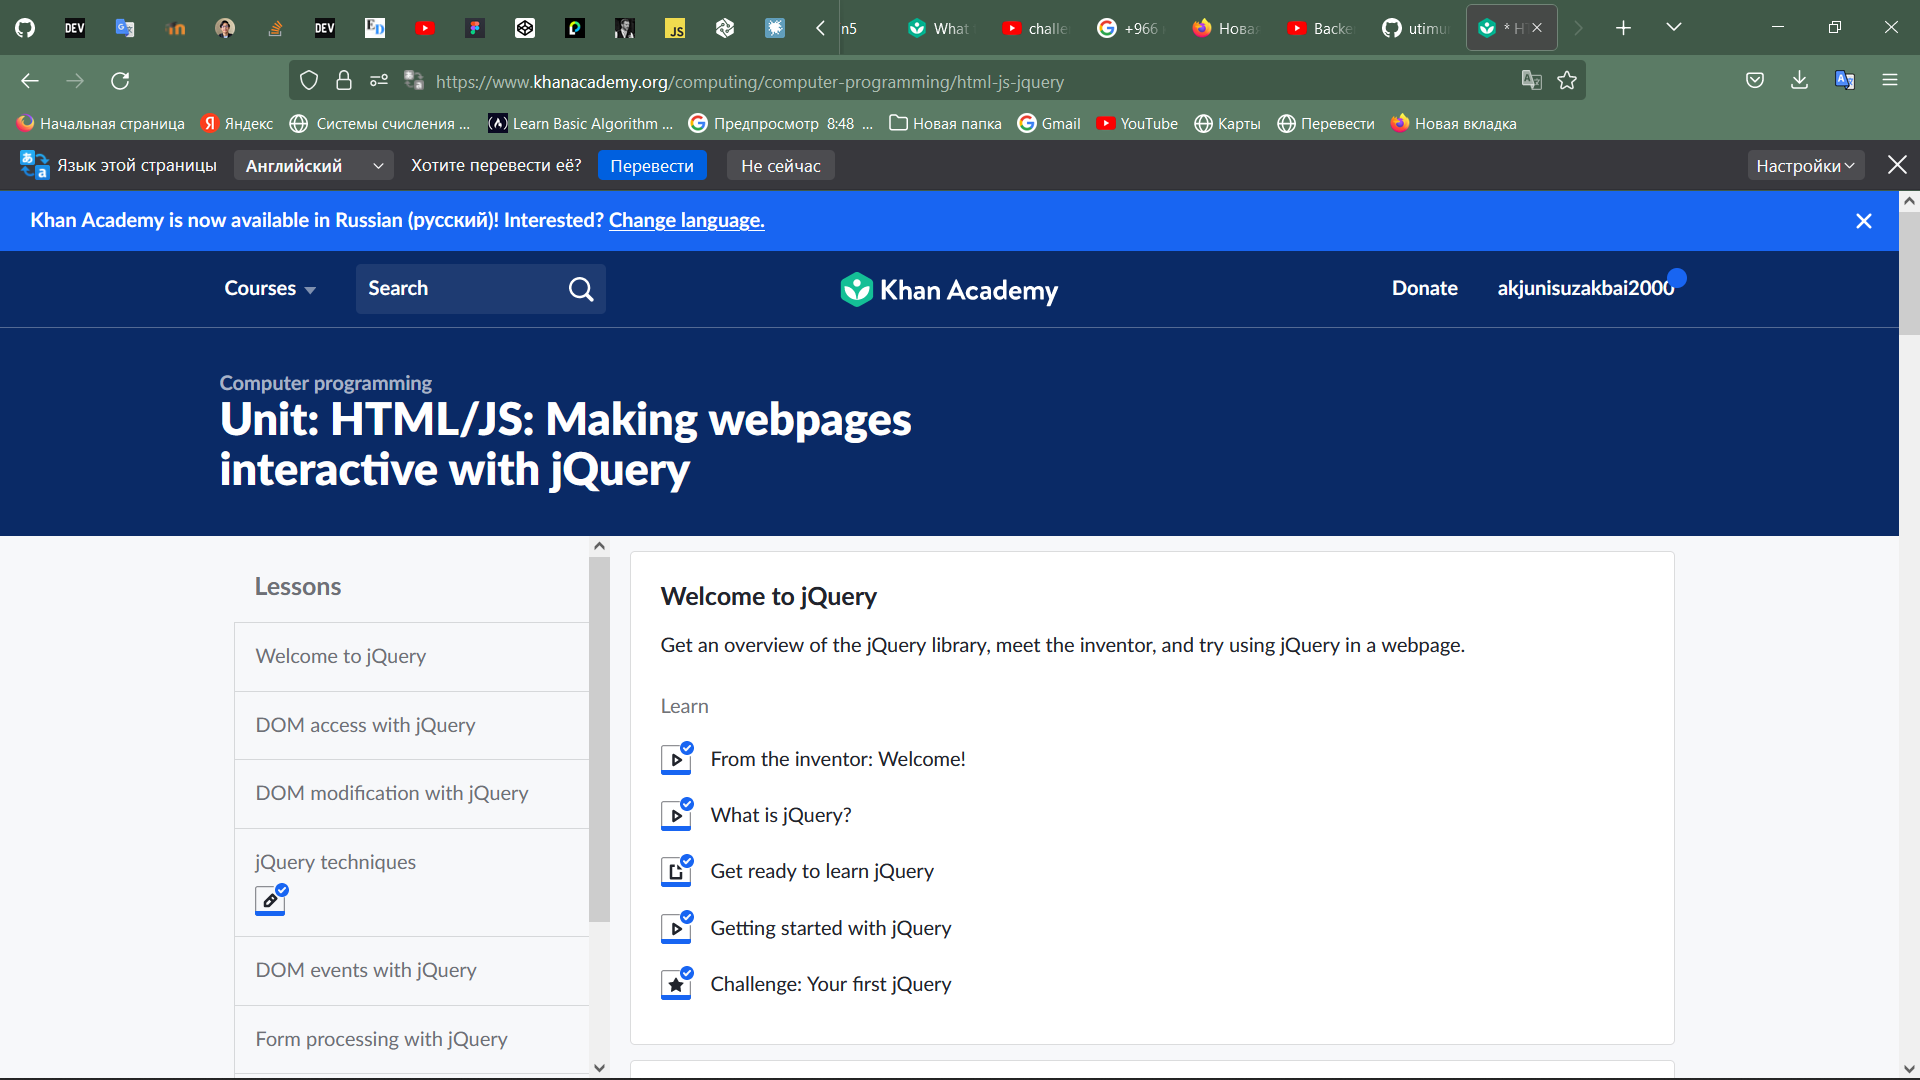 n5
What
challe
+966
Нова
Backe
utimu
* H
https://www.khanacademy.org/computing/computer-programming/html-js-jquery
Начальная страница
Яндекс
Системы счисления ...
Learn Basic Algorithm ...
Предпросмотр 8:48 ...
Новая папка
Gmail
YouTube
Карты
Перевести
Новая вкладка
Язык этой страницы
Английский
Хотите перевести её?
Перевести
Не сейчас
Настройки
Khan Academy is now available in Russian (русский)! Interested? Change language.
Courses
Search
Khan Academy
Donate
akjunisuzakbai2000
Computer programming
Unit: HTML/JS: Making webpages
interactive with jQuery
Lessons
Welcome to jQuery
DOM access with jQuery
DOM modification with jQuery
jQuery techniques
DOM events with jQuery
Form processing with jQuery
Welcome to jQuery
Get an overview of the jQuery library, meet the inventor, and try using jQuery in a webpage.
Learn
From the inventor: Welcome!
What is jQuery?
Get ready to learn jQuery
Getting started with jQuery
Challenge: Your first jQuery